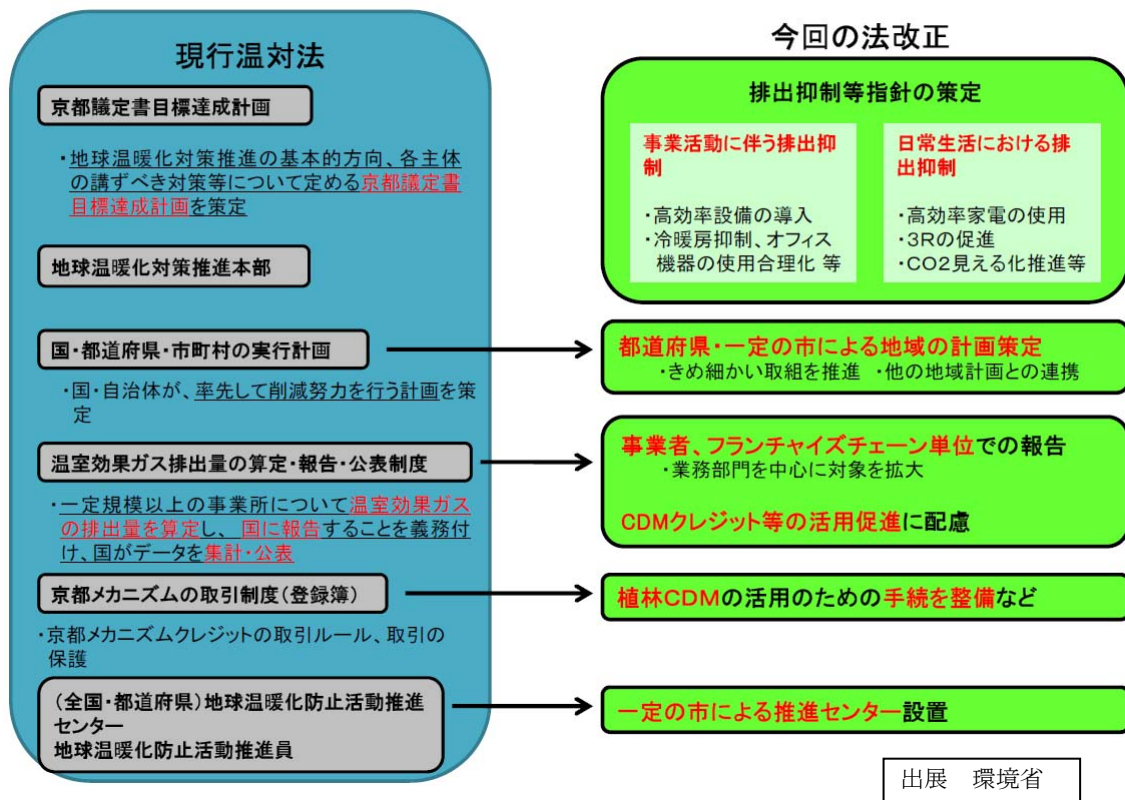 現行温対法
京都議定書目標達成計画
・地球温暖化対策推進の基本的方向、各主体
の講ずべき対策等について定める京都議定書
目標達成計画を策定
地球温暖化対策推進本部
国・都道府県・市町村の実行計画
・国・自治体が、率先して削減努力を行う計画を策
定
温室効果ガス排出量の算定・報告・公表制度
・一定規模以上の事業所について温室効果ガス
の排出量を算定し、 国に報告することを義務付
け、国がデータを集計・公表
京都メカニズムの取引制度(登録簿)
・京都メカニズムクレジットの取引ルール、取引の
保護
(全国・都道府県)地球温暖化防止活動推進
センター
地球温暖化防止活動推進員
今回の法改正
排出抑制等指針の策定
事業活動に伴う排出抑
制
・高効率設備の導入
・冷暖房抑制、オフィス
機器の使用合理化 等
日常生活における排
出抑制
・高効率家電の使用
・3Rの促進
・CO2見える化推進等
都道府県・一定の市による地域の計画策定
・きめ細かい取組を推進 ・他の地域計画との連携
事業者、フランチャイズチェーン単位での報告
・業務部門を中心に対象を拡大
CDMクレジット等の活用促進に配慮
植林CDMの活用のための手続を整備など
一定の市による推進センター設置
出展 環境省